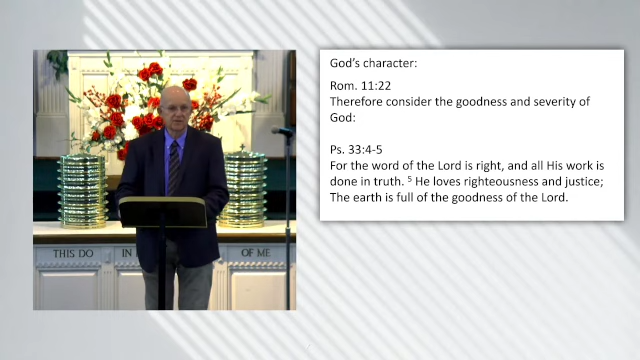 God's character:
Rom. 11:22
Therefore consider the goodness and severity of
God:
Ps. 33:4-5
For the word of the Lord is right, and all His work is
done in truth. ⁵ He loves righteousness and justice;
The earth is full of the goodness of the Lord.
THIS DO IN OF ME